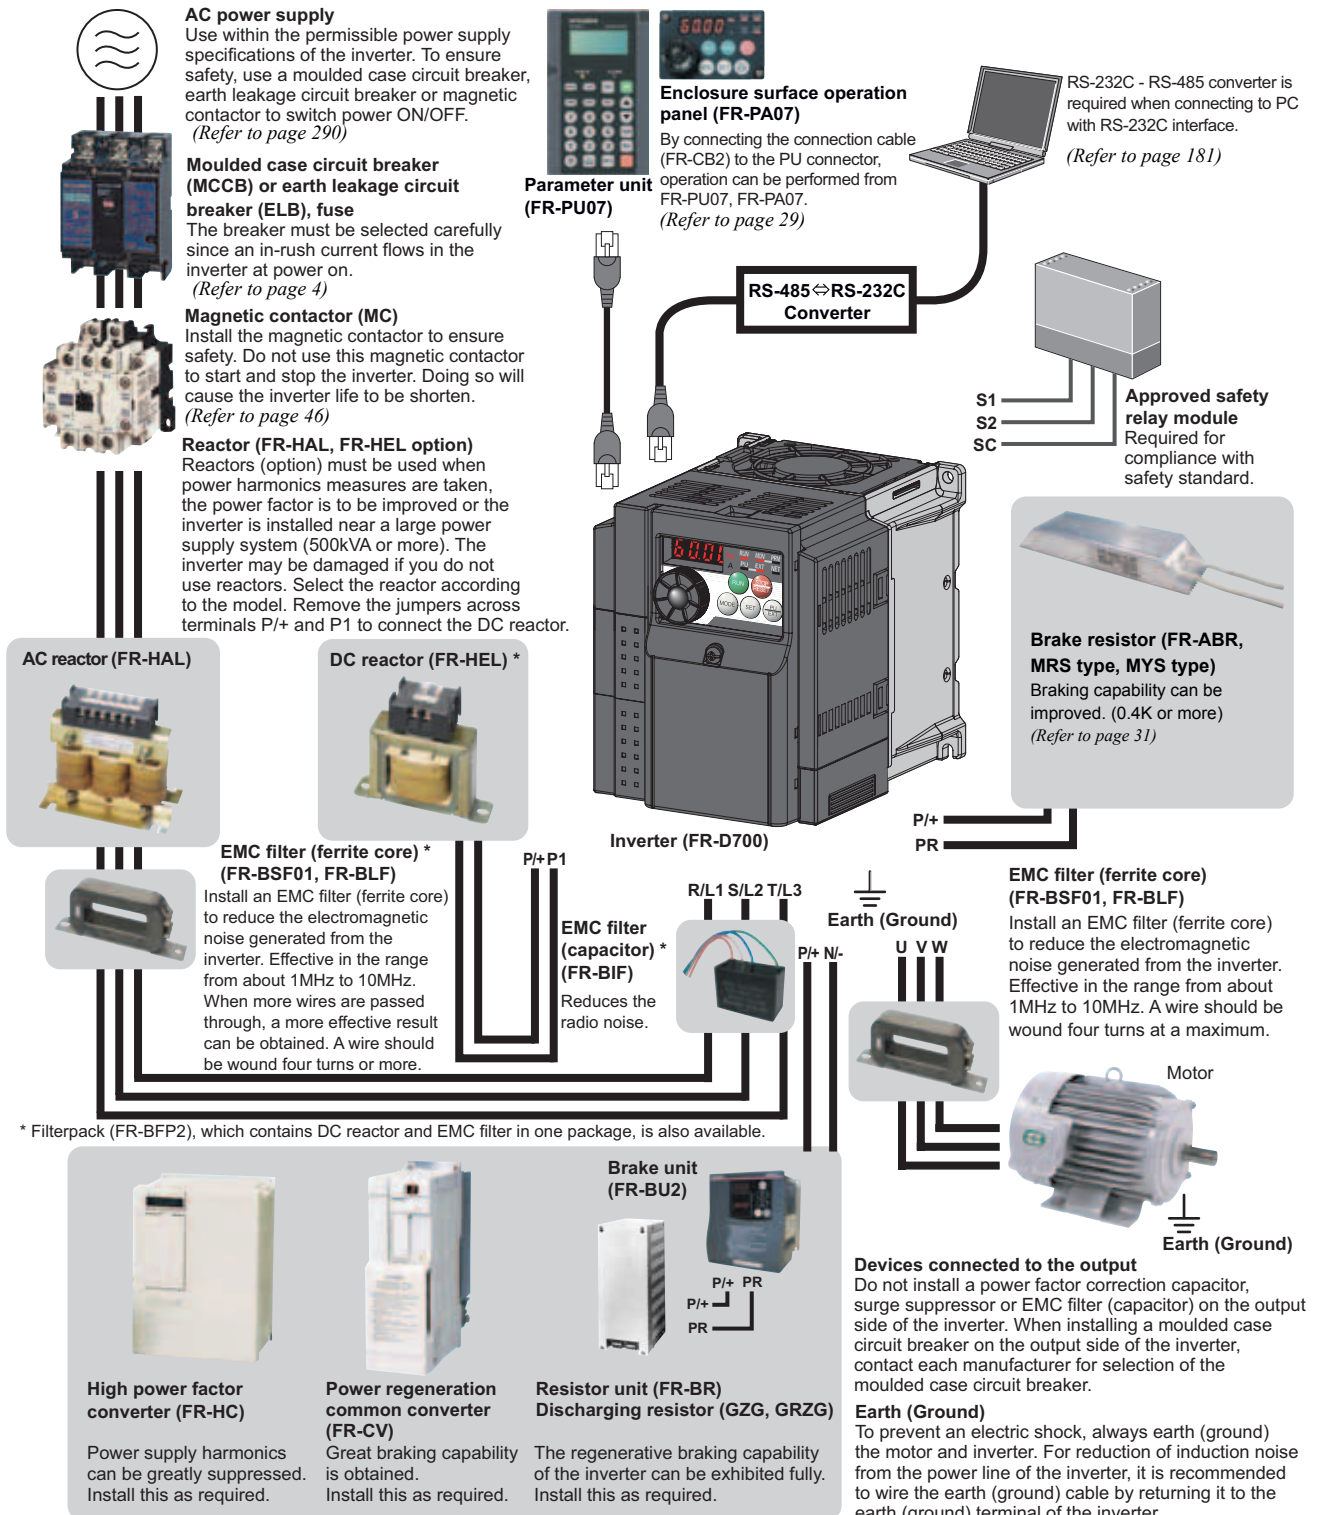 AC power supply
Use within the permissible power supply
specifications of the inverter. To ensure
safety, use a moulded case circuit breaker,
earth leakage circuit breaker or magnetic
contactor to switch power ON/OFF.
(Refer to page 290)
Moulded case circuit breaker
(MCCB) or earth leakage circuit
breaker (ELB), fuse
The breaker must be selected carefully
since an in-rush current flows in the
inverter at power on.
(Refer to page 4)
Magnetic contactor (MC)
Install the magnetic contactor to ensure
safety. Do not use this magnetic contactor
to start and stop the inverter. Doing so will
cause the inverter life to be shorten.
(Refer to page 46)
Reactor (FR-HAL, FR-HEL option)
Reactors (option) must be used when
power harmonics measures are taken,
the power factor is to be improved or the
inverter is installed near a large power
supply system (500kVA or more). The
inverter may be damaged if you do not
use reactors. Select the reactor according
to the model. Remove the jumpers across
terminals P/+ and P1 to connect the DC reactor.
Parameter unit
(FR-PU07)
60.00
Enclosure surface operation
panel (FR-PA07)
By connecting the connection cable
(FR-CB2) to the PU connector,
operation can be performed from
FR-PU07, FR-PA07.
(Refer to page 29)
RS-232C - RS-485 converter is
required when connecting to PC
with RS-232C interface.
(Refer to page 181)
RS-485⇔RS-232C
Converter
S1
S2
SC
Approved safety
relay module
Required for
compliance with
safety standard.
RUN MON PRM
PU EXT NET
A
RUN
STOP
RESET
MODE
SET
PU
EXT
Inverter (FR-D700)
Brake resistor (FR-ABR,
MRS type, MYS type)
Braking capability can be
improved. (0.4K or more)
(Refer to page 31)
P/+
PR
AC reactor (FR-HAL)
DC reactor (FR-HEL) *
EMC filter (ferrite core) *
(FR-BSF01, FR-BLF)
Install an EMC filter (ferrite core)
to reduce the electromagnetic
noise generated from the
inverter. Effective in the range
from about 1MHz to 10MHz.
When more wires are passed
through, a more effective result
can be obtained. A wire should
be wound four turns or more.
P/+ P1
EMC filter
(capacitor) *
(FR-BIF)
Reduces the
radio noise.
R/L1 S/L2 T/L3
Earth (Ground)
P/+ N/-
U V W
EMC filter (ferrite core)
(FR-BSF01, FR-BLF)
Install an EMC filter (ferrite core)
to reduce the electromagnetic
noise generated from the inverter.
Effective in the range from about
1MHz to 10MHz. A wire should be
wound four turns at a maximum.
Motor
Earth (Ground)
* Filterpack (FR-BFP2), which contains DC reactor and EMC filter in one package, is also available.
High power factor
converter (FR-HC)
Power supply harmonics
can be greatly suppressed.
Install this as required.
Power regeneration
common converter
(FR-CV)
Great braking capability
is obtained.
Install this as required.
Brake unit
(FR-BU2)
P/+ PR
P/+
PR
Resistor unit (FR-BR)
Discharging resistor (GZG, GRZG)
The regenerative braking capability
of the inverter can be exhibited fully.
Install this as required.
Devices connected to the output
Do not install a power factor correction capacitor,
surge suppressor or EMC filter (capacitor) on the output
side of the inverter. When installing a moulded case
circuit breaker on the output side of the inverter,
contact each manufacturer for selection of the
moulded case circuit breaker.
Earth (Ground)
To prevent an electric shock, always earth (ground)
the motor and inverter. For reduction of induction noise
from the power line of the inverter, it is recommended
to wire the earth (ground) cable by returning it to the
earth (ground) terminal of the inverter.